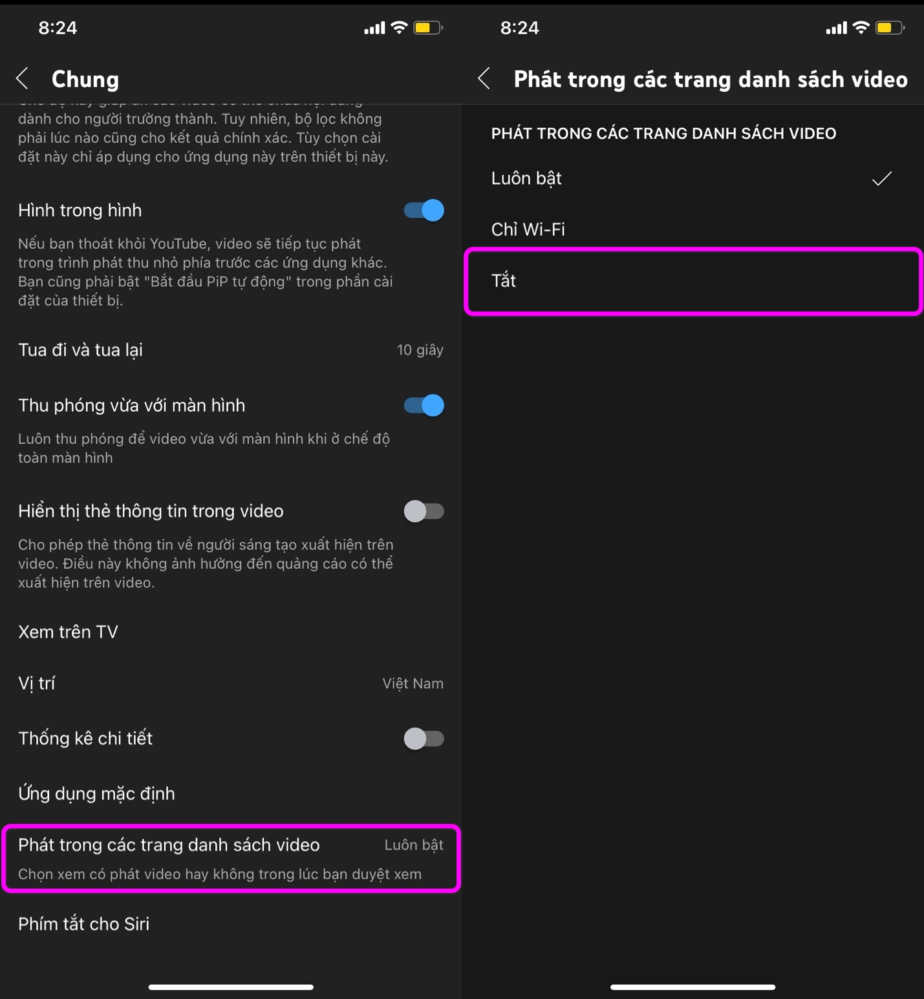 8:24
Chung
dành cho người trưởng thành. Tuy nhiên, bộ lọc không
phải lúc nào cũng cho kết quả chính xác. Tùy chọn cài
đặt này chỉ áp dụng cho ứng dụng này trên thiết bị này.
Hình trong hình
Nếu bạn thoát khỏi YouTube, video sẽ tiếp tục phát
trong trình phát thu nhỏ phía trước các ứng dụng khác.
Bạn cũng phải bật "Bắt đầu PiP tự động" trong phần cài
đặt của thiết bị.
Tua đi và tua lại 10 giây
Thu phóng vừa với màn hình
Luôn thu phóng để video vừa với màn hình khi ở chế độ
toàn màn hình
Hiển thị thẻ thông tin trong video
Cho phép thẻ thông tin về người sáng tạo xuất hiện trên
video. Điều này không ảnh hưởng đến quảng cáo có thể
xuất hiện trên video.
Xem trên TV
Vị trí Việt Nam
Thống kê chi tiết
Ứng dụng mặc định
Phát trong các trang danh sách video Luôn bật
Chọn xem có phát video hay không trong lúc bạn duyệt xem
Phím tắt cho Siri
8:24
Phát trong các trang danh sách video
PHÁT TRONG CÁC TRANG DANH SÁCH VIDEO
Luôn bật
Chỉ Wi-Fi
Tắt